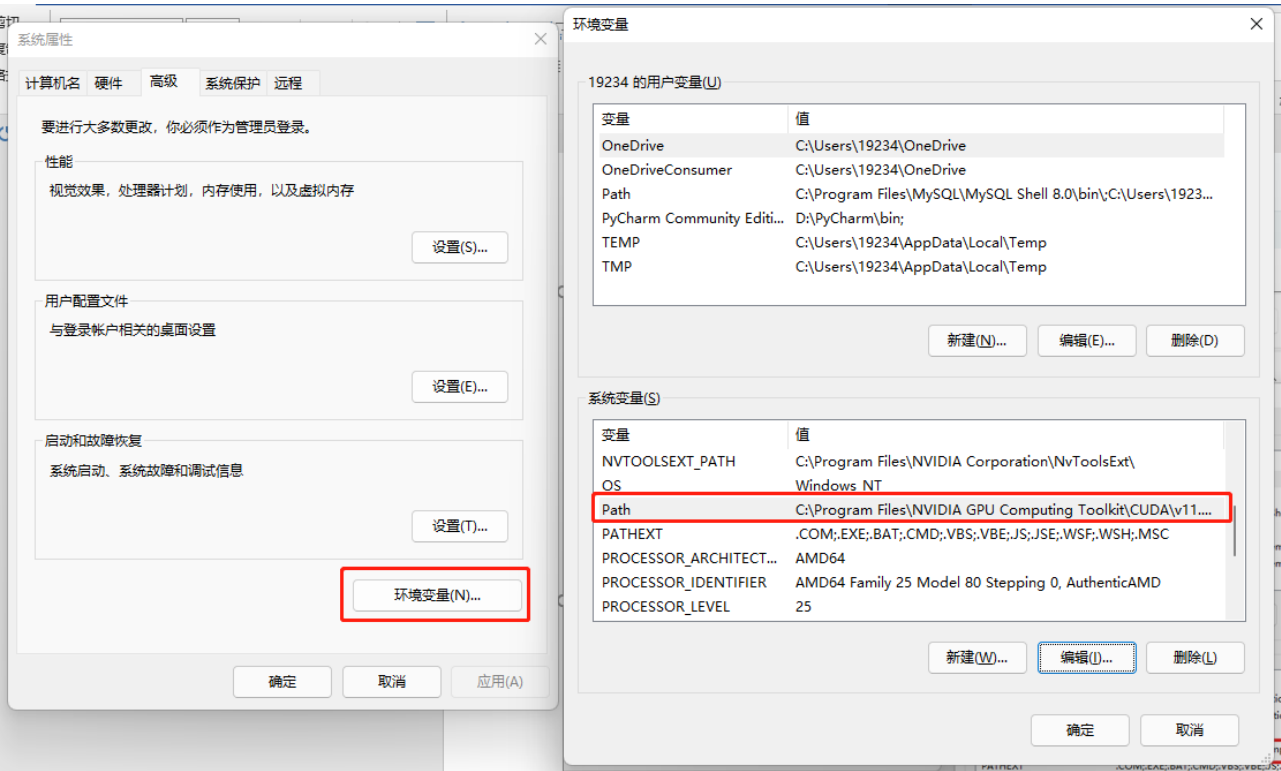 系统属性
计算机名 硬件 高级 系统保护 远程
要进行大多数更改，你必须作为管理员登录。
性能
视觉效果，处理器计划，内存使用，以及虚拟内存
设置(S)...
用户配置文件
与登录帐户相关的桌面设置
设置(E)...
启动和故障恢复
系统启动、系统故障和调试信息
设置(T)...
环境变量(N)...
确定 取消 应用(A)
环境变量
19234 的用户变量(U)
变量 值
OneDrive C:\Users\19234\OneDrive
OneDriveConsumer C:\Users\19234\OneDrive
Path C:\Program Files\MySQL\MySQL Shell 8.0\bin\;C:\Users\1923...
PyCharm Community Editi... D:\PyCharm\bin;
TEMP C:\Users\19234\AppData\Local\Temp
TMP C:\Users\19234\AppData\Local\Temp
新建(N)... 编辑(E)... 删除(D)
系统变量(S)
变量 值
NVTOOLSEXT_PATH C:\Program Files\NVIDIA Corporation\NvToolsExt\
OS Windows_NT
Path C:\Program Files\NVIDIA GPU Computing Toolkit\CUDA\v11....
PATHEXT .COM;.EXE;.BAT;.CMD;.VBS;.VBE;.JS;.JSE;.WSF;.WSH;.MSC
PROCESSOR_ARCHITECT... AMD64
PROCESSOR_IDENTIFIER AMD64 Family 25 Model 80 Stepping 0, AuthenticAMD
PROCESSOR_LEVEL 25
新建(W)... 编辑(I)... 删除(L)
确定 取消